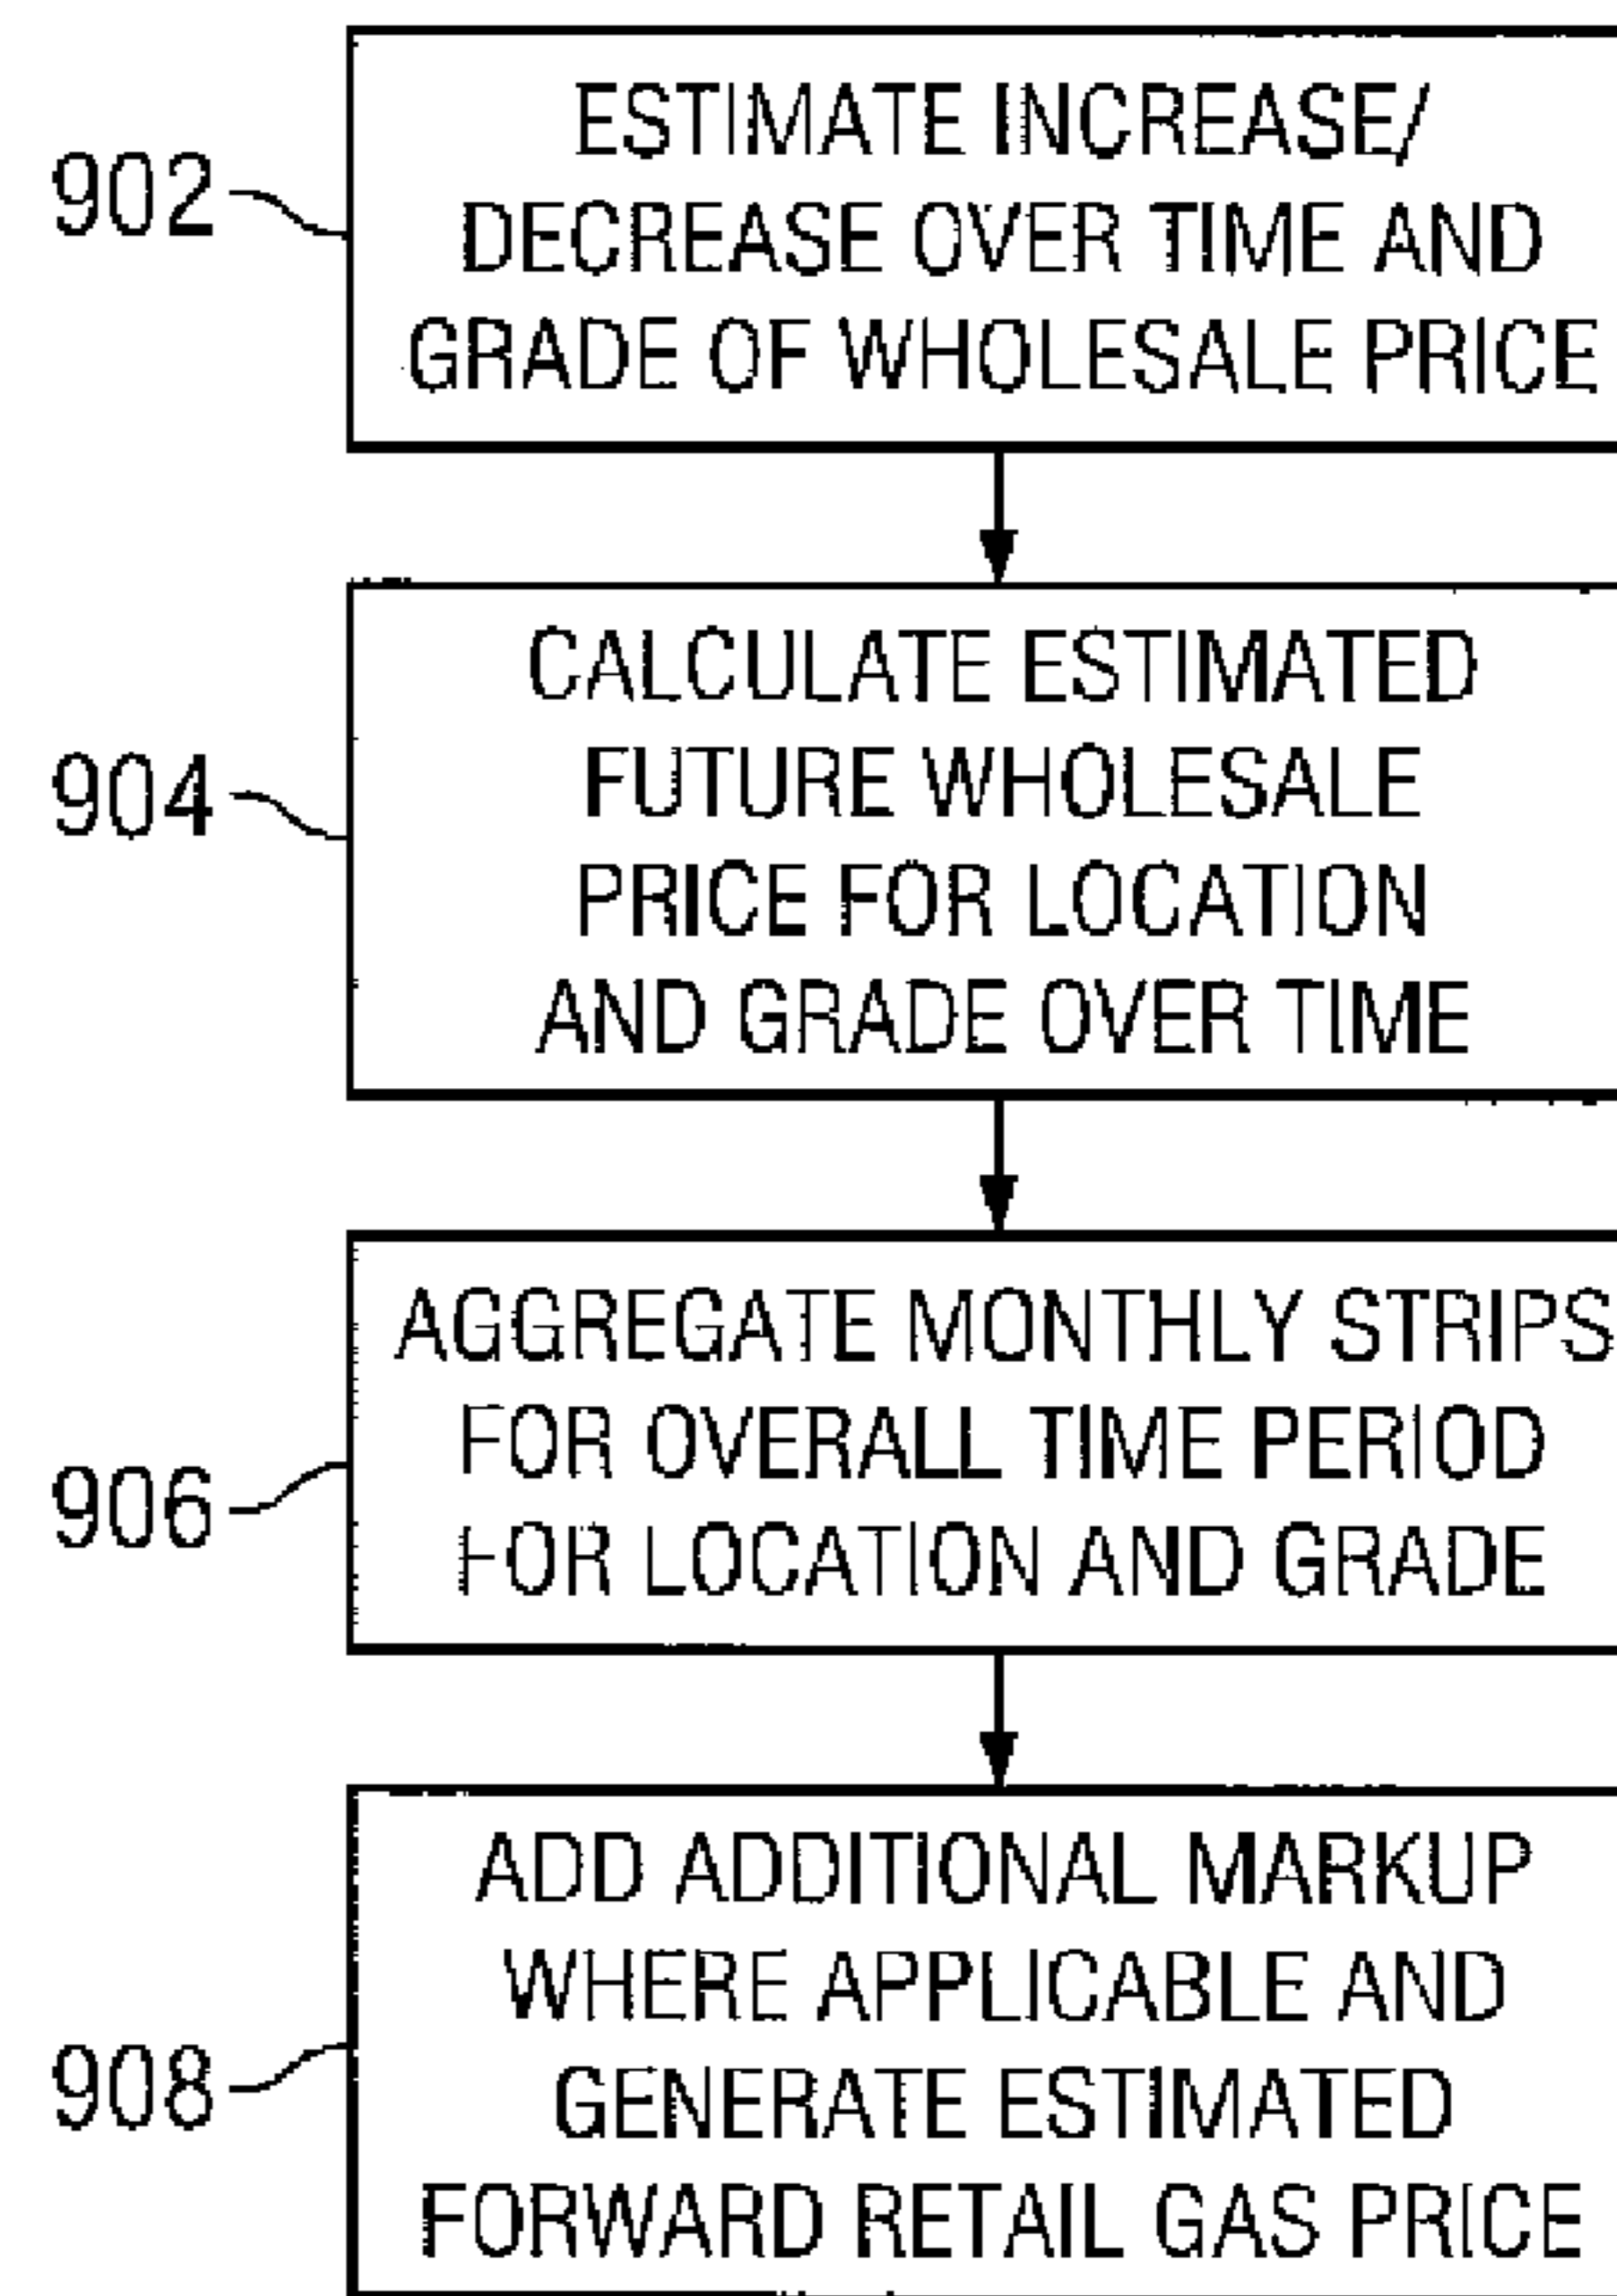 902
ESTIMATE INCREASE/
DECREASE OVER TIME AND
GRADE OF WHOLESALE PRICE
904
CALCULATE ESTIMATED
FUTURE WHOLESALE
PRICE FOR LOCATION
AND GRADE OVER TIME
906
AGGREGATE MONTHLY STRIPS
FOR OVERALL TIME PERIOD
FOR LOCATION AND GRADE
908
ADD ADDITIONAL MARKUP
WHERE APPLICABLE AND
GENERATE ESTIMATED
FORWARD RETAIL GAS PRICE